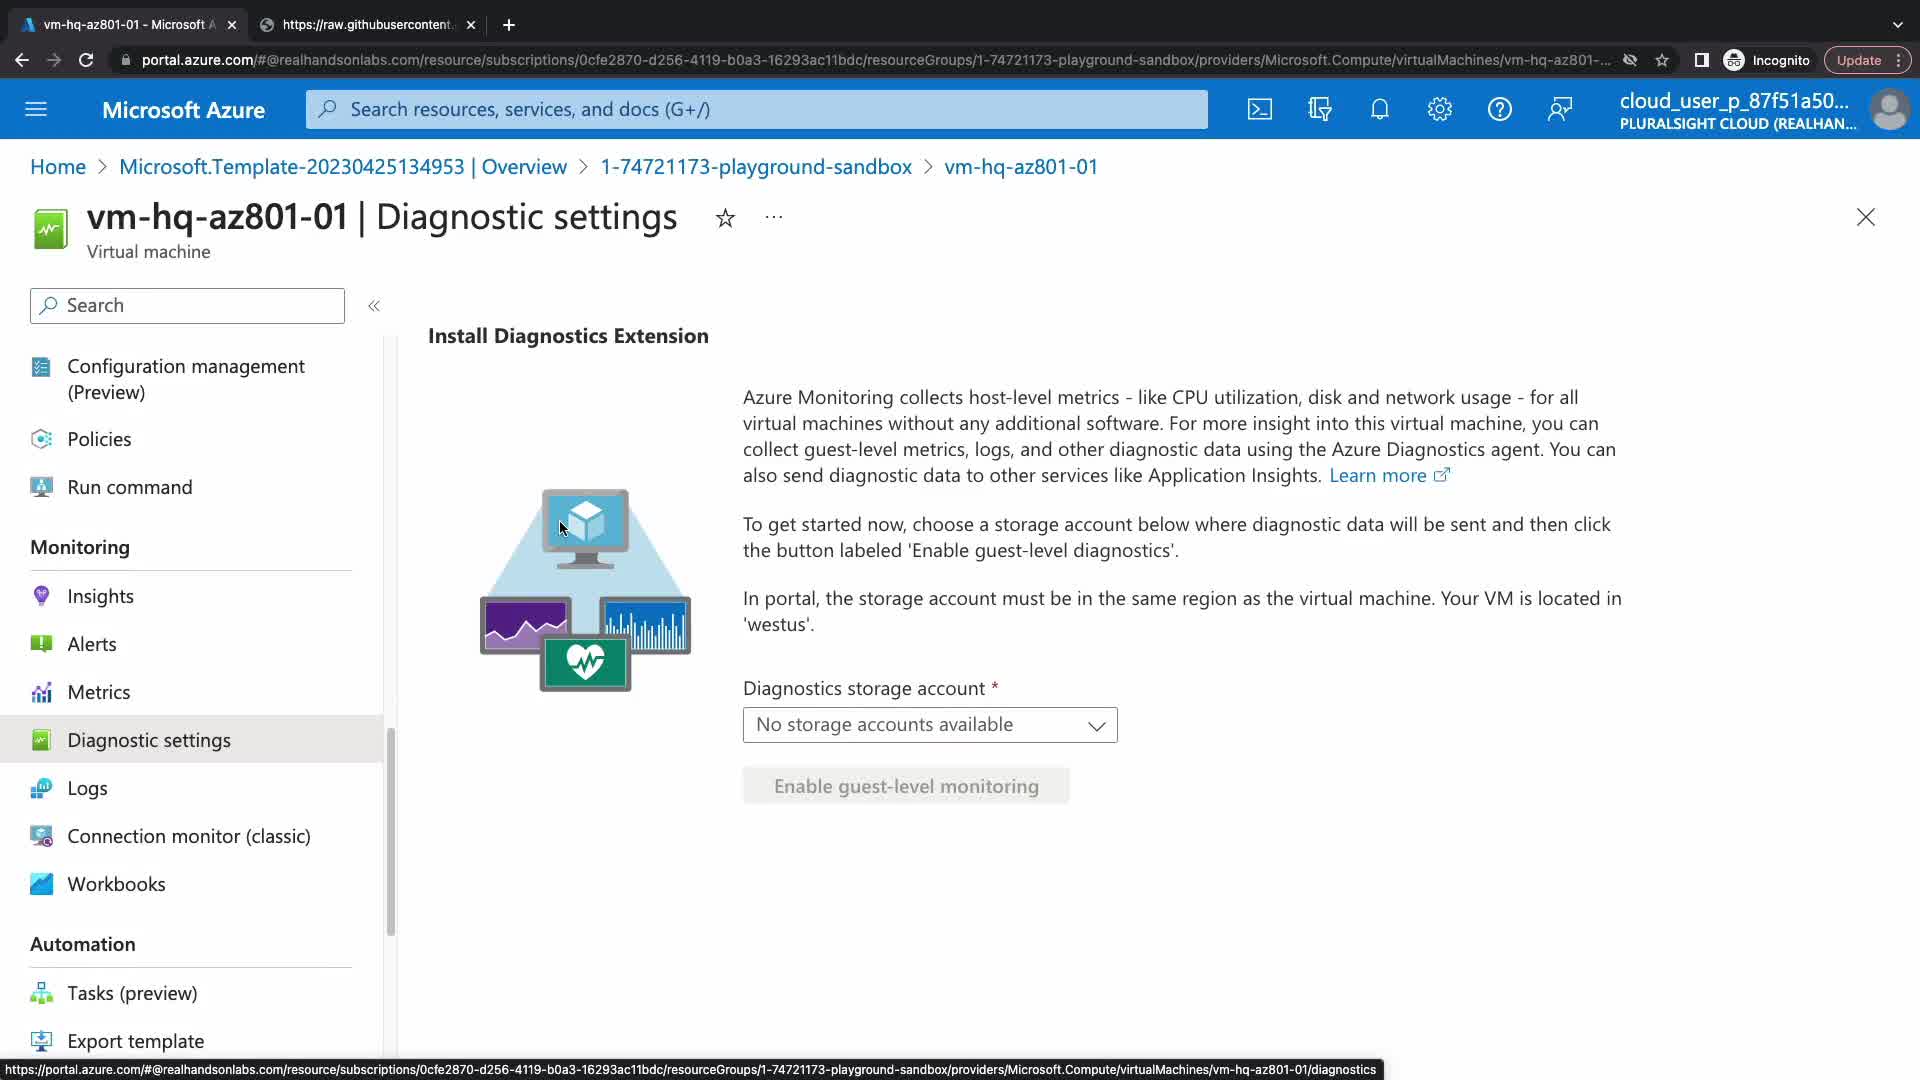 vm-hq-az801-01 - Microsoft A
https://raw.githubusercontent.
portal.azure.com/#@realhandsonlabs.com/resource/subscriptions/0cfe2870-d256-4119-b0a3-16293ac11bdc/resourceGroups/1-74721173-playground-sandbox/providers/Microsoft.Compute/virtualMachines/vm-hq-az801-...
Incognito
Update
Microsoft Azure
Search resources, services, and docs (G+/)
cloud_user_p_87f51a50...
PLURALSIGHT CLOUD (REALHAN...
Home > Microsoft.Template-20230425134953 | Overview > 1-74721173-playground-sandbox > vm-hq-az801-01
vm-hq-az801-01 | Diagnostic settings
Virtual machine
Search
Configuration management
(Preview)
Policies
Run command
Monitoring
Insights
Alerts
Metrics
Diagnostic settings
Logs
Connection monitor (classic)
Workbooks
Automation
Tasks (preview)
Export template
Install Diagnostics Extension
Azure Monitoring collects host-level metrics - like CPU utilization, disk and network usage - for all
virtual machines without any additional software. For more insight into this virtual machine, you can
collect guest-level metrics, logs, and other diagnostic data using the Azure Diagnostics agent. You can
also send diagnostic data to other services like Application Insights. Learn more
To get started now, choose a storage account below where diagnostic data will be sent and then click
the button labeled 'Enable guest-level diagnostics'.
In portal, the storage account must be in the same region as the virtual machine. Your VM is located in
'westus'.
Diagnostics storage account *
No storage accounts available
Enable guest-level monitoring
https://portal.azure.com/#@realhandsonlabs.com/resource/subscriptions/0cfe2870-d256-4119-b0a3-16293ac11bdc/resourceGroups/1-74721173-playground-sandbox/providers/Microsoft.Compute/virtualMachines/vm-hq-az801-01/diagnostics